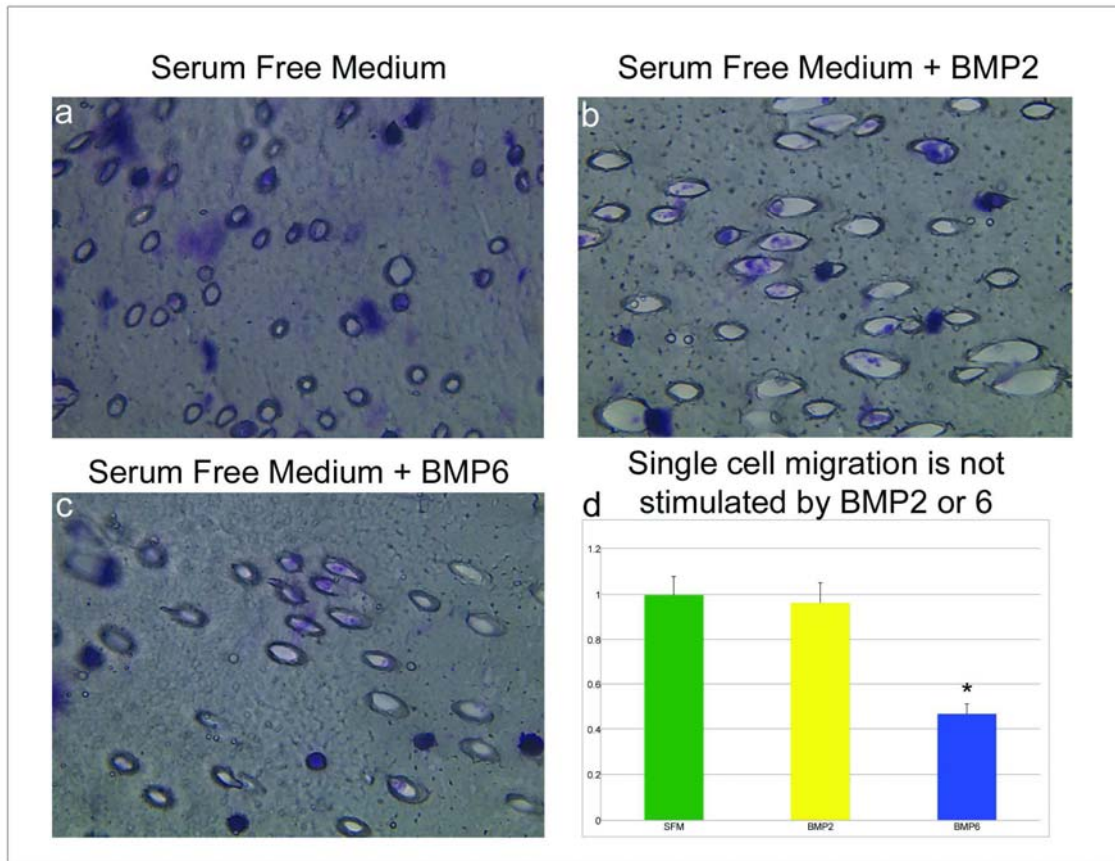 Serum Free Medium
Serum Free Medium + BMP2
a
b
Serum Free Medium + BMP6
Single cell migration is not
stimulated by BMP2 or 6
c
d
1.2
1
0.8
0.6
0.4
0.2
0
*
SFM
BMP2
BMP6